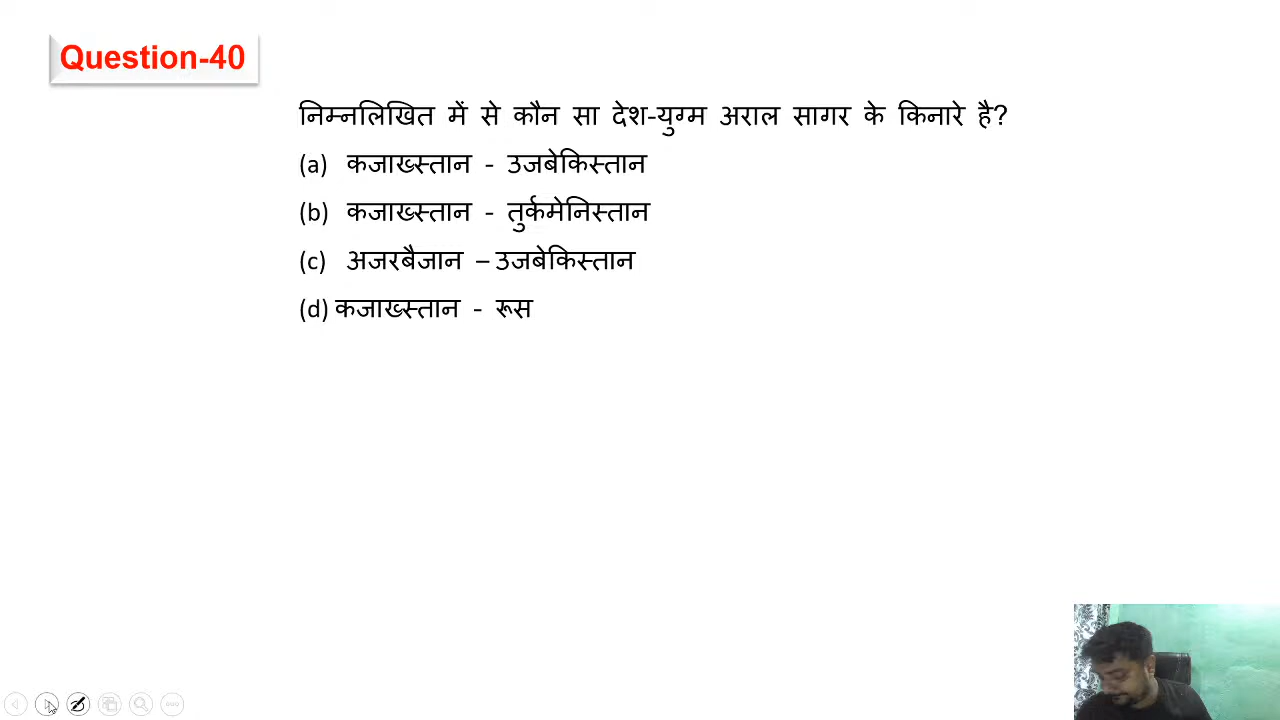 Question-40
निम्नलिखित में से कौन सा देश-युग्म अराल सागर के किनारे है?
(a) कजाख्स्तान - उजबेकिस्तान
(b) कजाख्स्तान - तुर्कमेनिस्तान
(c) अजरबैजान – उजबेकिस्तान
(d) कजाख्स्तान - रूस